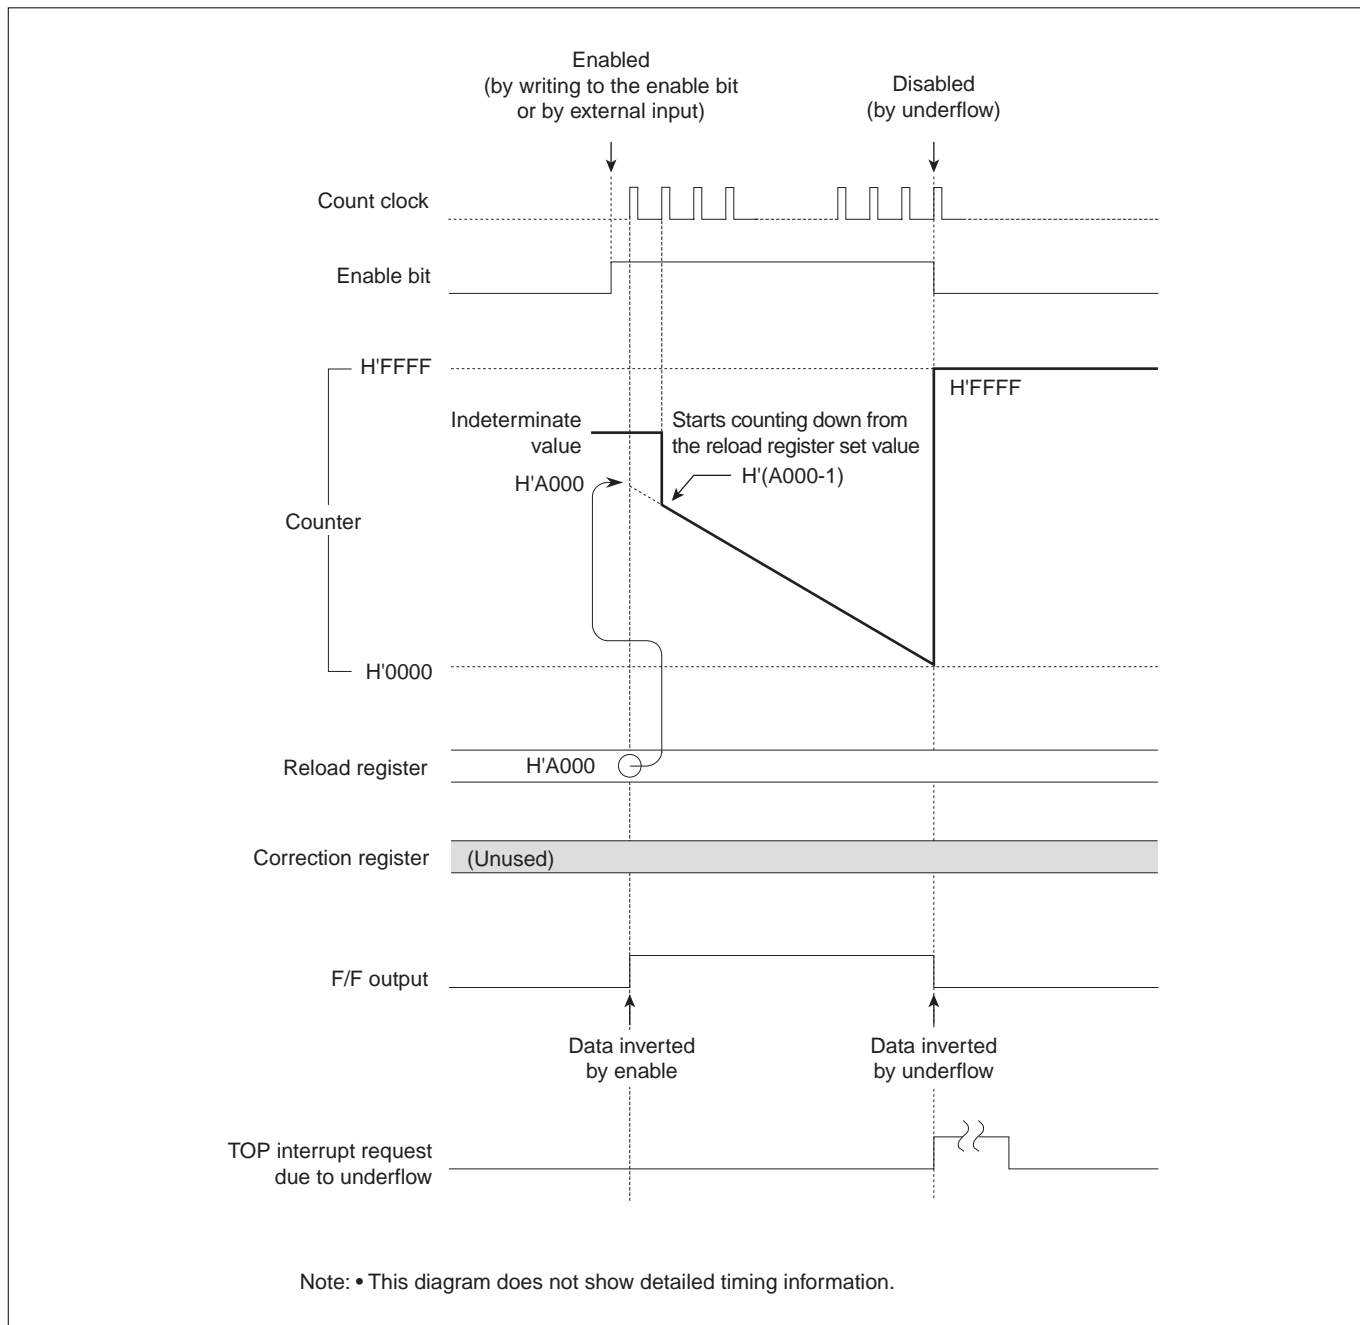 Enabled
(by writing to the enable bit
or by external input)
Disabled
(by underflow)
Count clock
Enable bit
H'FFFF
H'FFFF
Indeterminate
value
Starts counting down from
the reload register set value
H'A000
H'(A000-1)
Counter
H'0000
Reload register
H'A000
Correction register
(Unused)
F/F output
Data inverted
by enable
Data inverted
by underflow
TOP interrupt request
due to underflow
Note: • This diagram does not show detailed timing information.